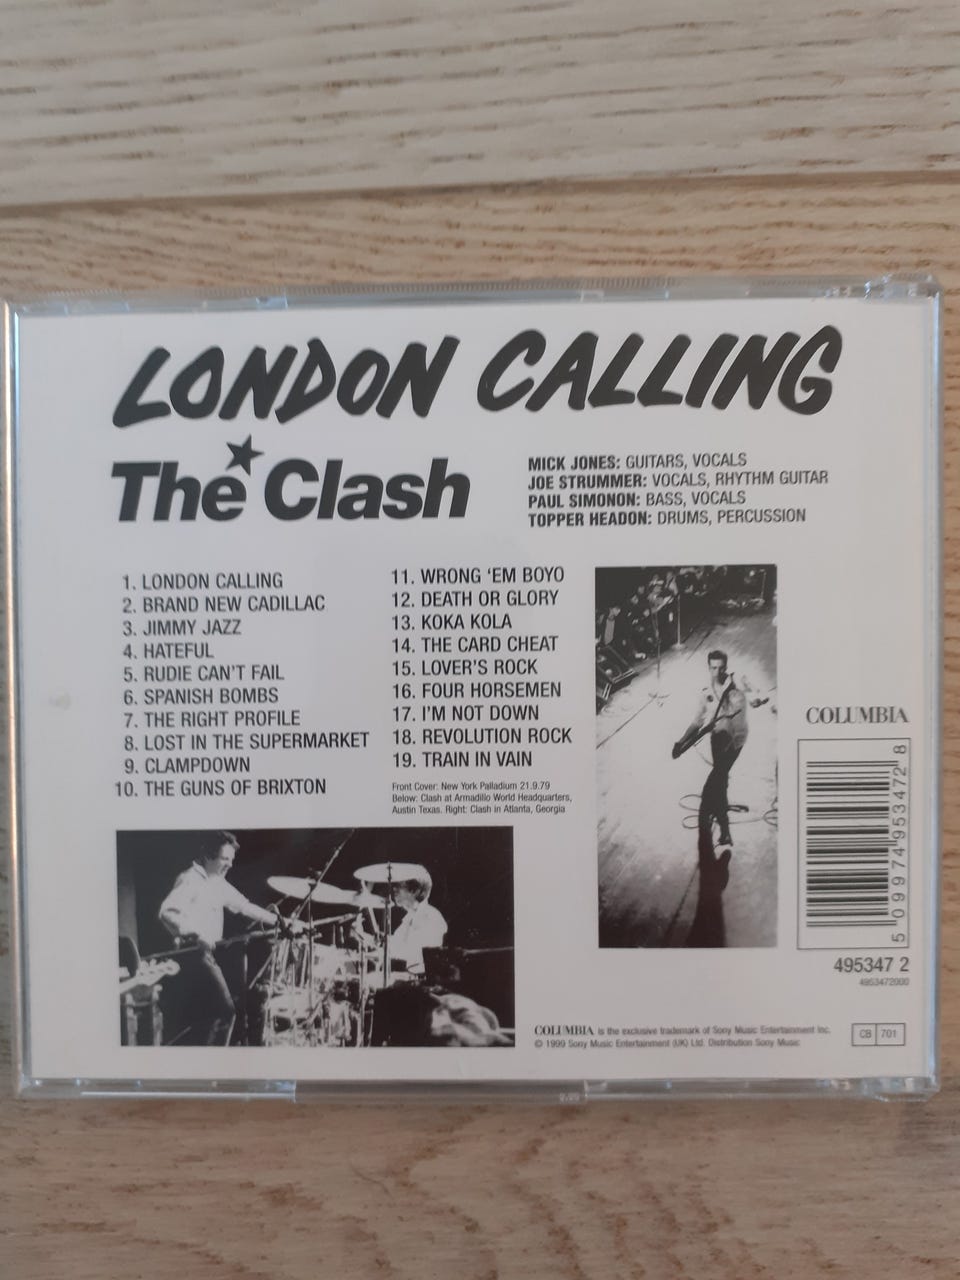 LONDON CALLING
The Clash
MICK JONES: GUITARS, VOCALS
JOE STRUMMER: VOCALS, RHYTHM GUITAR
PAUL SIMONON: BASS, VOCALS
TOPPER HEADON: DRUMS, PERCUSSION
1. LONDON CALLING
2. BRAND NEW CADILLAC
3. JIMMY JAZZ
4. HATEFUL
5. RUDIE CAN'T FAIL
6. SPANISH BOMBS
7. THE RIGHT PROFILE
8. LOST IN THE SUPERMARKET
9. CLAMPDOWN
10. THE GUNS OF BRIXTON
11. WRONG 'EM BOYO
12. DEATH OR GLORY
13. KOKA KOLA
14. THE CARD CHEAT
15. LOVER'S ROCK
16. FOUR HORSEMEN
17. I'M NOT DOWN
18. REVOLUTION ROCK
19. TRAIN IN VAIN
Front Cover: New York Palladium 21.9.79
Below: Clash at Armadillo World Headquarters,
Austin Texas. Right: Clash in Atlanta, Georgia
COLUMBIA
5 099749 534728
495347 2
4953472000
COLUMBIA is the exclusive trademark of Sony Music Entertainment Inc.
© 1999 Sony Music Entertainment (UK) Ltd. Distribution Sony Music
CB 701